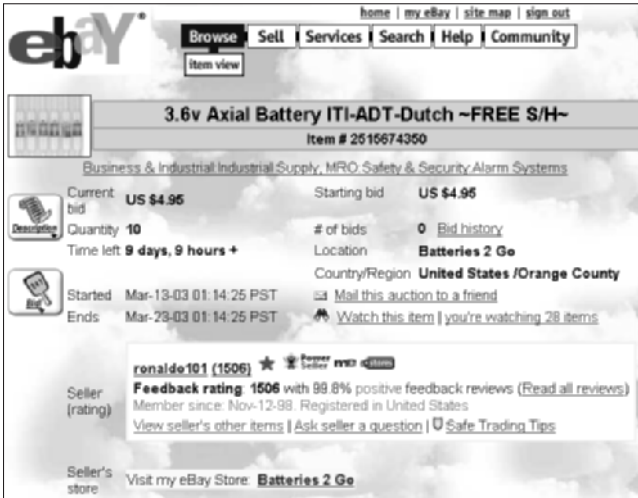 home | my eBay | site map | sign out
ebaY®
Browse Sell Services Search Help Community
item view
3.6v Axial Battery ITI-ADT-Dutch ~FREE S/H~
Item # 2515674350
Business & Industrial:Industrial Supply, MRO:Safety & Security:Alarm Systems
Current bid US $4.95 Starting bid US $4.95
Description Quantity 10 # of bids 0 Bid history
Time left 9 days, 9 hours + Location Batteries 2 Go
Country/Region United States /Orange County
Bid Started Mar-13-03 01:14:25 PST Mail this auction to a friend
Ends Mar-23-03 01:14:25 PST Watch this item | you're watching 28 items
ronaldo101 (1506) Power Seller me stores
Seller (rating) Feedback rating: 1506 with 99.8% positive feedback reviews (Read all reviews)
Member since: Nov-12-98. Registered in United States
View seller's other items | Ask seller a question | Safe Trading Tips
Seller's store Visit my eBay Store: Batteries 2 Go